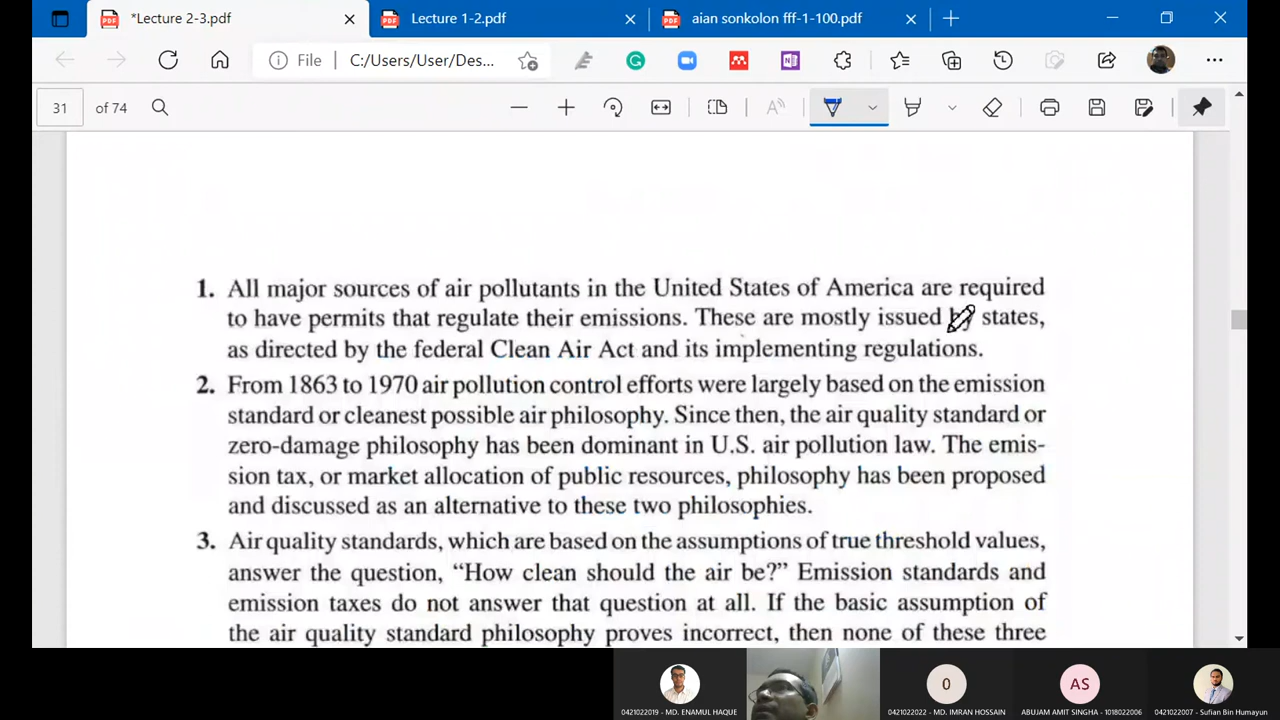 *Lecture 2-3.pdf
Lecture 1-2.pdf
aian sonkolon fff-1-100.pdf
File
C:/Users/User/Des...
31 of 74
1. All major sources of air pollutants in the United States of America are required
to have permits that regulate their emissions. These are mostly issued by states,
as directed by the federal Clean Air Act and its implementing regulations.
2. From 1863 to 1970 air pollution control efforts were largely based on the emission
standard or cleanest possible air philosophy. Since then, the air quality standard or
zero-damage philosophy has been dominant in U.S. air pollution law. The emis-
sion tax, or market allocation of public resources, philosophy has been proposed
and discussed as an alternative to these two philosophies.
3. Air quality standards, which are based on the assumptions of true threshold values,
answer the question, “How clean should the air be?” Emission standards and
emission taxes do not answer that question at all. If the basic assumption of
the air quality standard philosophy proves incorrect, then none of these three
0
AS
0421022019 - MD. ENAMUL HAQUE
0421022022 - MD. IMRAN HOSSAIN
ABUJAM AMIT SINGHA - 1018022006
0421022007 - Sufian Bin Humayun